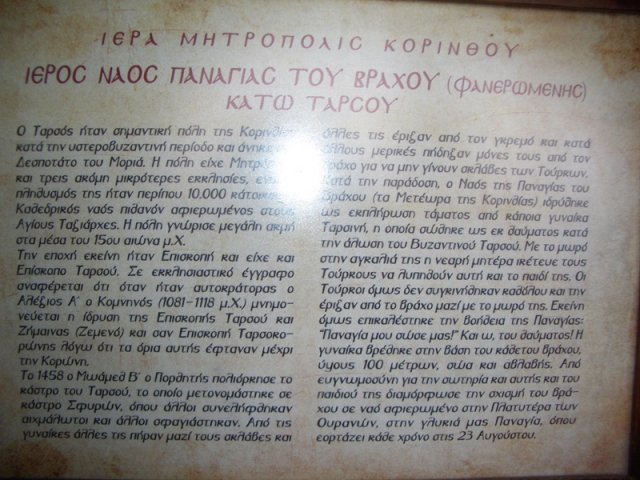 ΙΕΡΑ ΜΗΤΡΟΠΟΛΙΣ ΚΟΡΙΝΘΟΥ
ΙΕΡΟΣ ΝΑΟΣ ΠΑΝΑΓΙΑΣ ΤΟΥ ΒΡΑΧΟΥ (ΦΑΝΕΡΩΜΕΝΗΣ)
ΚΑΤΩ ΤΑΡΣΟΥ
Ο Ταρσός ήταν σημαντική πόλη της Κορινθίας
κατά την υστεροβυζαντινή περίοδο και
Δεσποτάτο του Μοριά. Η πόλη είχε
και τρεις ακόμη μικρότερες εκκλησίες,
πληθυσμός της ήταν περίπου 10.000
Καθεδρικός ναός πιθανόν αφιερωμένος στους
Αγίους Ταξιάρχες. Η πόλη γνώρισε μεγάλη ακμή
στα μέσα του 15ου αιώνα μ.Χ.
Την εποχή εκείνη ήταν Επισκοπή και είχε και
Επίσκοπο Ταρσού. Σε εκκλησιαστικό έγγραφο
αναφέρεται ότι όταν ήταν αυτοκράτορας ο
Αλέξιος Α΄ ο Κομνηνός (1081-1118 μ.Χ.) μνημο-
νεύεται η ίδρυση της Επισκοπής Ταρσού και
Ζήμαινας (Ζεμενό) και σαν Επισκοπή Ταρσοκο-
ρώνης λόγω ότι τα όρια αυτής έφταναν μέχρι
την Κορώνη.
Το 1458 ο Μωάμεθ Β΄ ο Πορθητής πολιόρκησε το
κάστρο του Ταρσού, το οποίο μετονομάστηκε σε
κάστρο Σφυρών, όπου άλλοι συνελήφθηκαν
αιχμάλωτοι και άλλοι σφαγιάστηκαν. Από τις
γυναίκες άλλες τις πήραν μαζί τους σκλάβες και
άλλες τις έριξαν από τον γκρεμό και κατά
άλλους μερικές πήδηξαν μόνες τους από τον
βράχο για να μην γίνουν σκλάβες των Τούρκων.
Κατά την παράδοση, ο Ναός της Παναγίας του
Βράχου (τα Μετέωρα της Κορινθίας) ιδρύθηκε
ως εκπλήρωση τάματος από κάποια γυναίκα
Ταρσινή, η οποία σώθηκε ως εκ θαύματος κατά
την άλωση του Βυζαντινού Ταρσού. Με το μωρό
στην αγκαλιά της η νεαρή μητέρα ικέτευε τους
Τούρκους να λυπηθούν αυτή και το παιδί της. Οι
Τούρκοι όμως δεν συγκινήθηκαν καθόλου και την
έριξαν από το βράχο μαζί με το μωρό της. Εκείνη
όμως επικαλέστηκε την βοήθεια της Παναγίας:
"Παναγία μου σώσε μας!" Και ω, του θαύματος! Η
γυναίκα βρέθηκε στην βάση του κάθετου βράχου,
ύψους 100 μέτρων, σώα και αβλαβής. Από
ευγνωμοσύνη για την σωτηρία και αυτής και του
παιδιού της διαμόρφωσε την σχισμή του βρά-
χου σε ναό αφιερωμένο στην Πλατυτέρα των
Ουρανών, στην γλυκιά μας Παναγία, όπου
εορτάζει κάθε χρόνο στις 23 Αυγούστου.